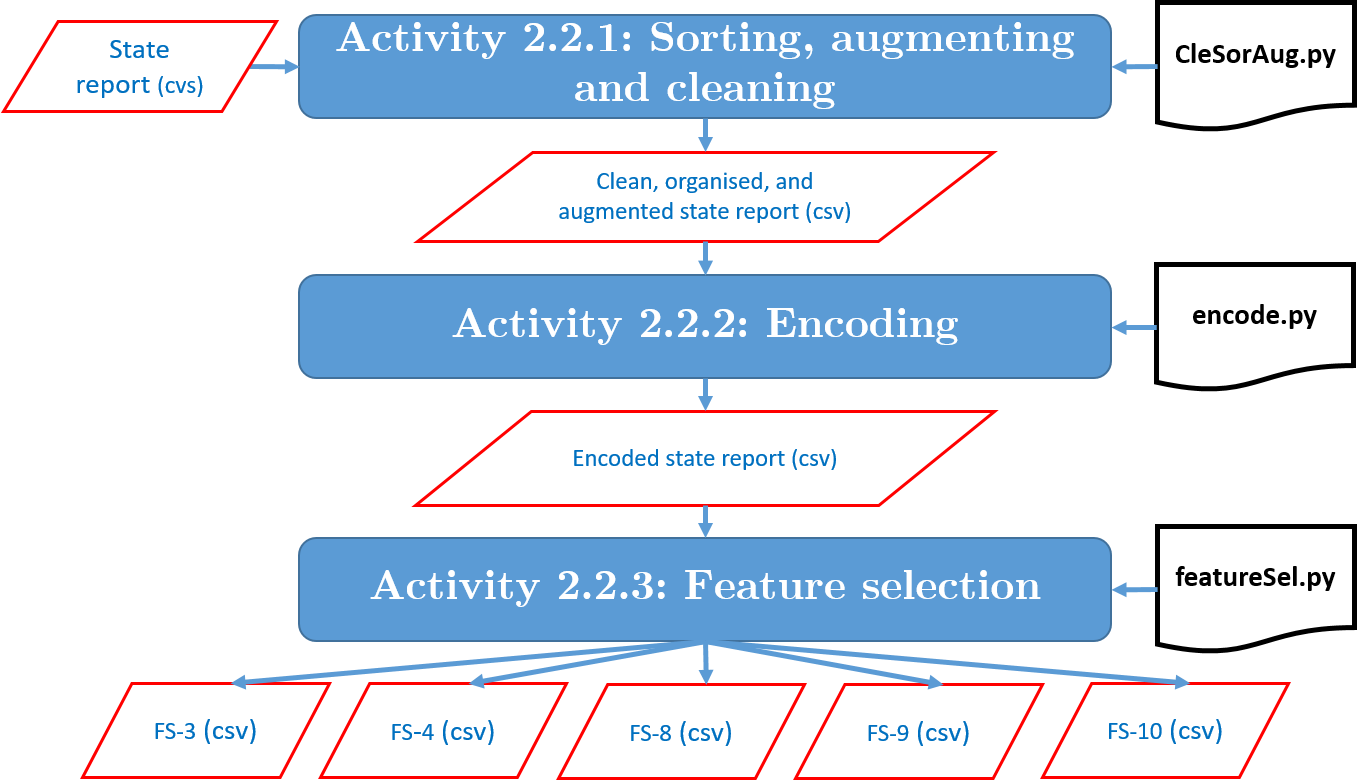 State
report (cvs)
Activity 2.2.1: Sorting, augmenting
and cleaning
CleSorAug.py
Clean, organised, and
augmented state report (csv)
Activity 2.2.2: Encoding
encode.py
Encoded state report (csv)
Activity 2.2.3: Feature selection
featureSel.py
FS-3 (csv)
FS-4 (csv)
FS-8 (csv)
FS-9 (csv)
FS-10 (csv)